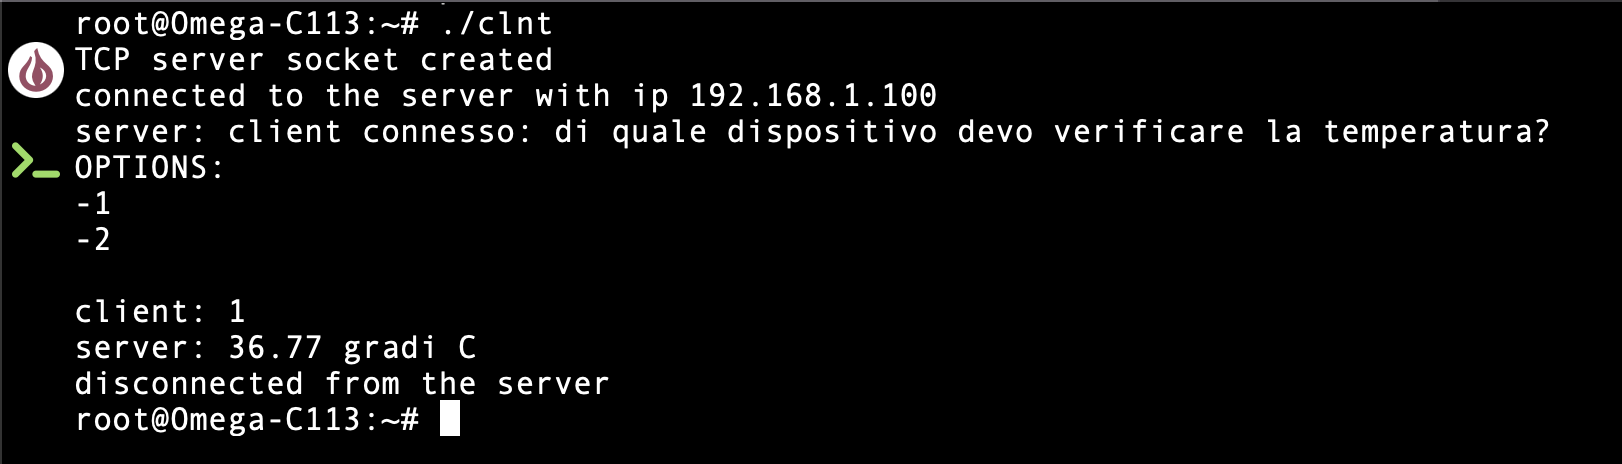 root@Omega-C113:~# ./clnt
TCP server socket created
connected to the server with ip 192.168.1.100
server: client connesso: di quale dispositivo devo verificare la temperatura?
OPTIONS:
-1
-2
client: 1
server: 36.77 gradi C
disconnected from the server
root@Omega-C113:~#